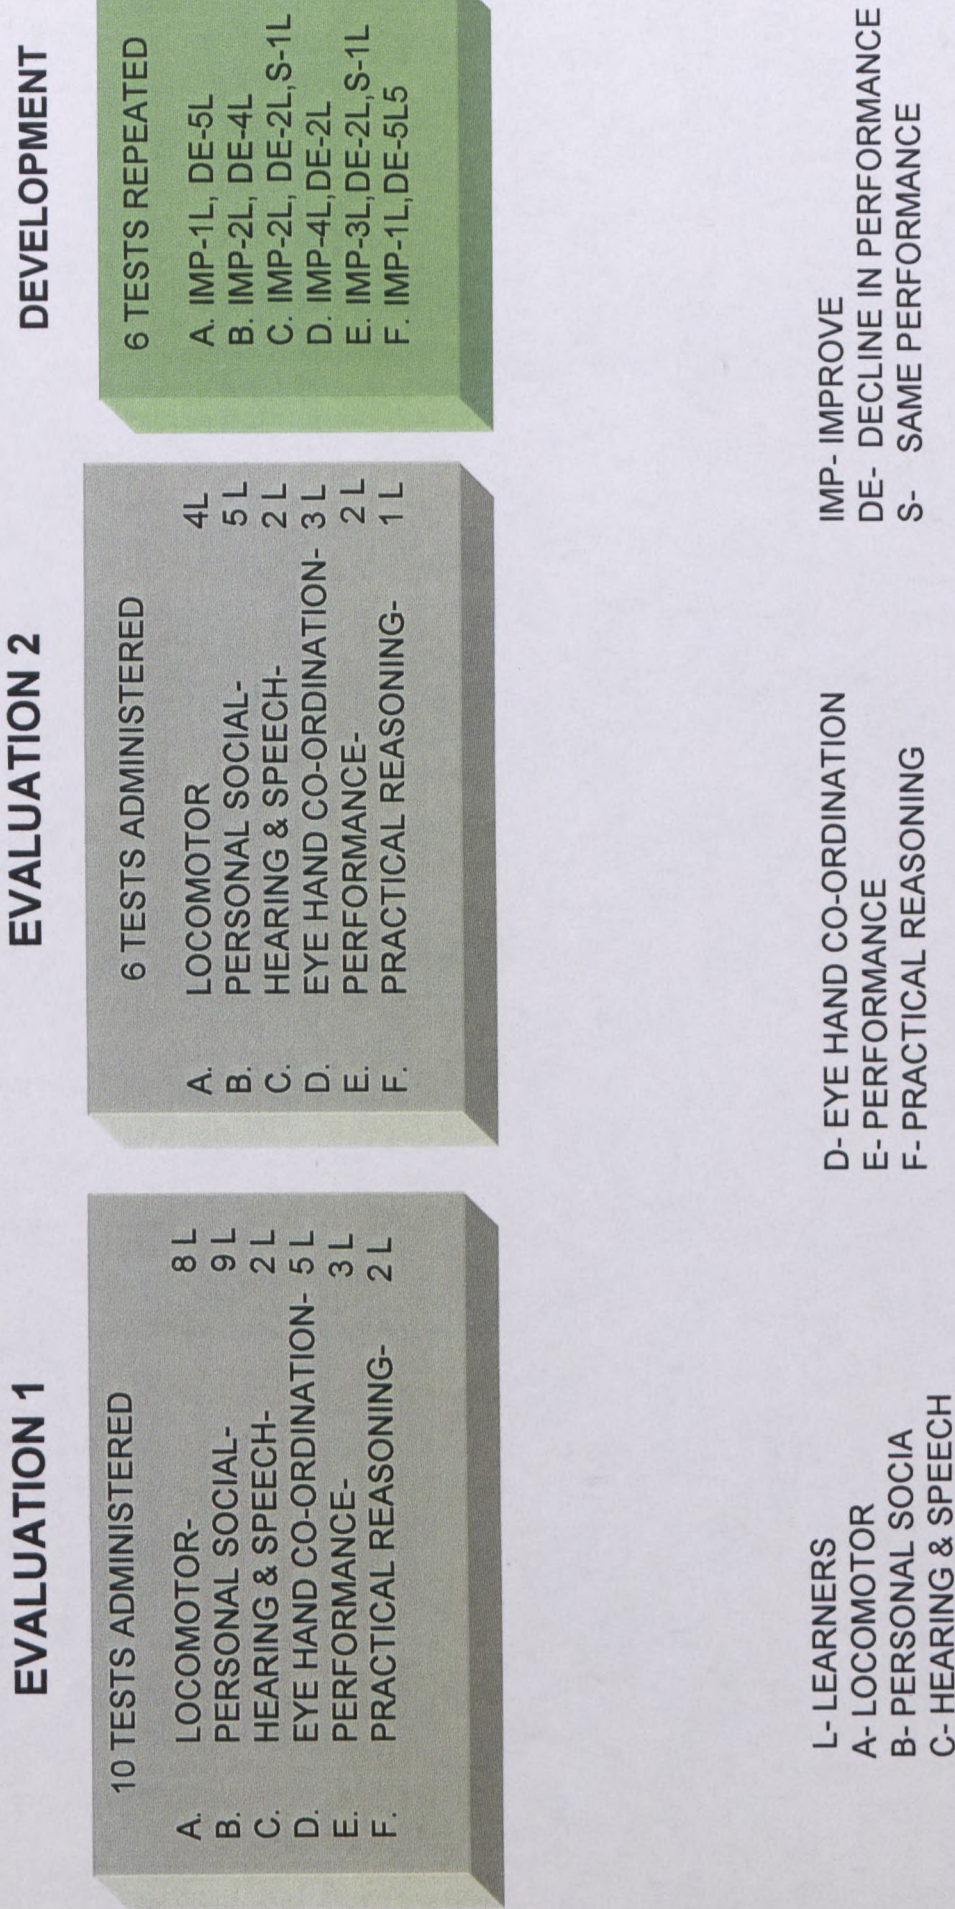 EVALUATION 1
10 TESTS ADMINISTERED
A. LOCOMOTOR- 8 L
B. PERSONAL SOCIAL- 9 L
C. HEARING & SPEECH- 2 L
D. EYE HAND CO-ORDINATION- 5 L
E. PERFORMANCE- 3 L
F. PRACTICAL REASONING- 2 L
EVALUATION 2
6 TESTS ADMINISTERED
A. LOCOMOTOR 4L
B. PERSONAL SOCIAL- 5 L
C. HEARING & SPEECH- 2 L
D. EYE HAND CO-ORDINATION- 3 L
E. PERFORMANCE- 2 L
F. PRACTICAL REASONING- 1 L
DEVELOPMENT
6 TESTS REPEATED
A. IMP-1L, DE-5L
B. IMP-2L, DE-4L
C. IMP-2L, DE-2L,S-1L
D. IMP-4L,DE-2L
E. IMP-3L,DE-2L,S-1L
F. IMP-1L,DE-5L5
L- LEARNERS
A- LOCOMOTOR
B- PERSONAL SOCIA
C- HEARING & SPEECH
D- EYE HAND CO-ORDINATION
E- PERFORMANCE
F- PRACTICAL REASONING
IMP- IMPROVE
DE- DECLINE IN PERFORMANCE
S- SAME PERFORMANCE